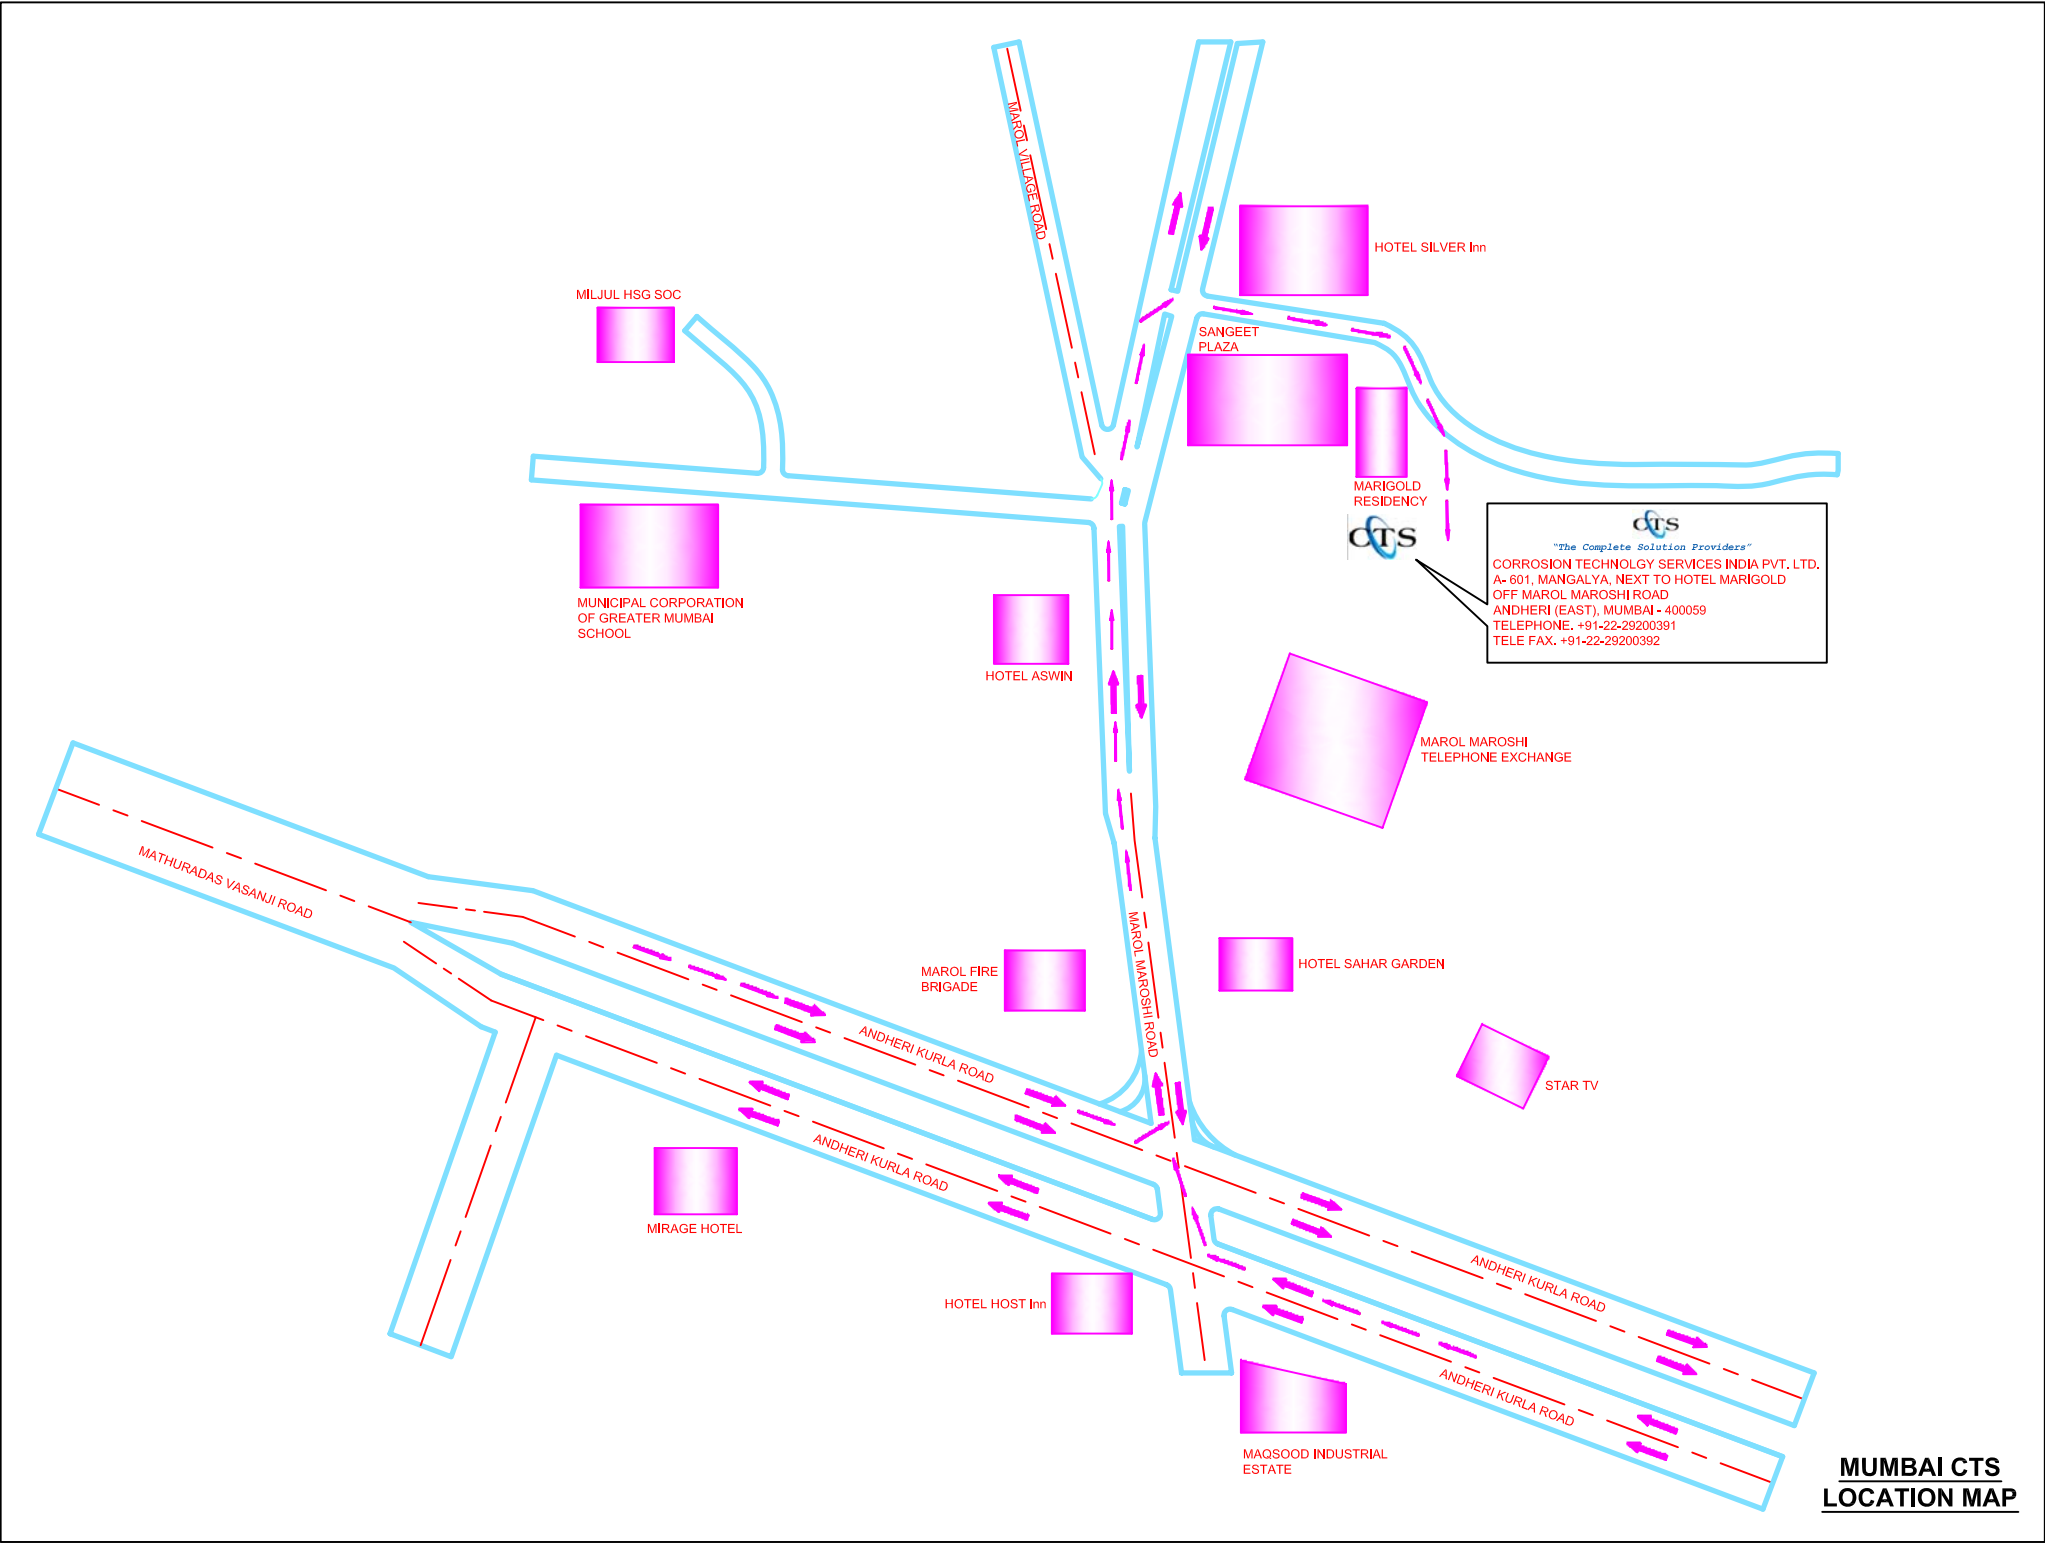 MAROL VILLAGE ROAD
HOTEL SILVER Inn
MILJUL HSG SOC
SANGEET
PLAZA
MARIGOLD
RESIDENCY
CTS
CTS
"The Complete Solution Providers"
CORROSION TECHNOLGY SERVICES INDIA PVT. LTD.
A- 601, MANGALYA, NEXT TO HOTEL MARIGOLD
OFF MAROL MAROSHI ROAD
ANDHERI (EAST), MUMBAI - 400059
TELEPHONE. +91-22-29200391
TELE FAX. +91-22-29200392
MUNICIPAL CORPORATION
OF GREATER MUMBAI
SCHOOL
HOTEL ASWIN
MAROL MAROSHI
TELEPHONE EXCHANGE
MATHURADAS VASANJI ROAD
MAROL FIRE
BRIGADE
MAROL MAROSHI ROAD
HOTEL SAHAR GARDEN
ANDHERI KURLA ROAD
STAR TV
ANDHERI KURLA ROAD
MIRAGE HOTEL
HOTEL HOST Inn
ANDHERI KURLA ROAD
ANDHERI KURLA ROAD
MAQSOOD INDUSTRIAL
ESTATE
MUMBAI CTS
LOCATION MAP